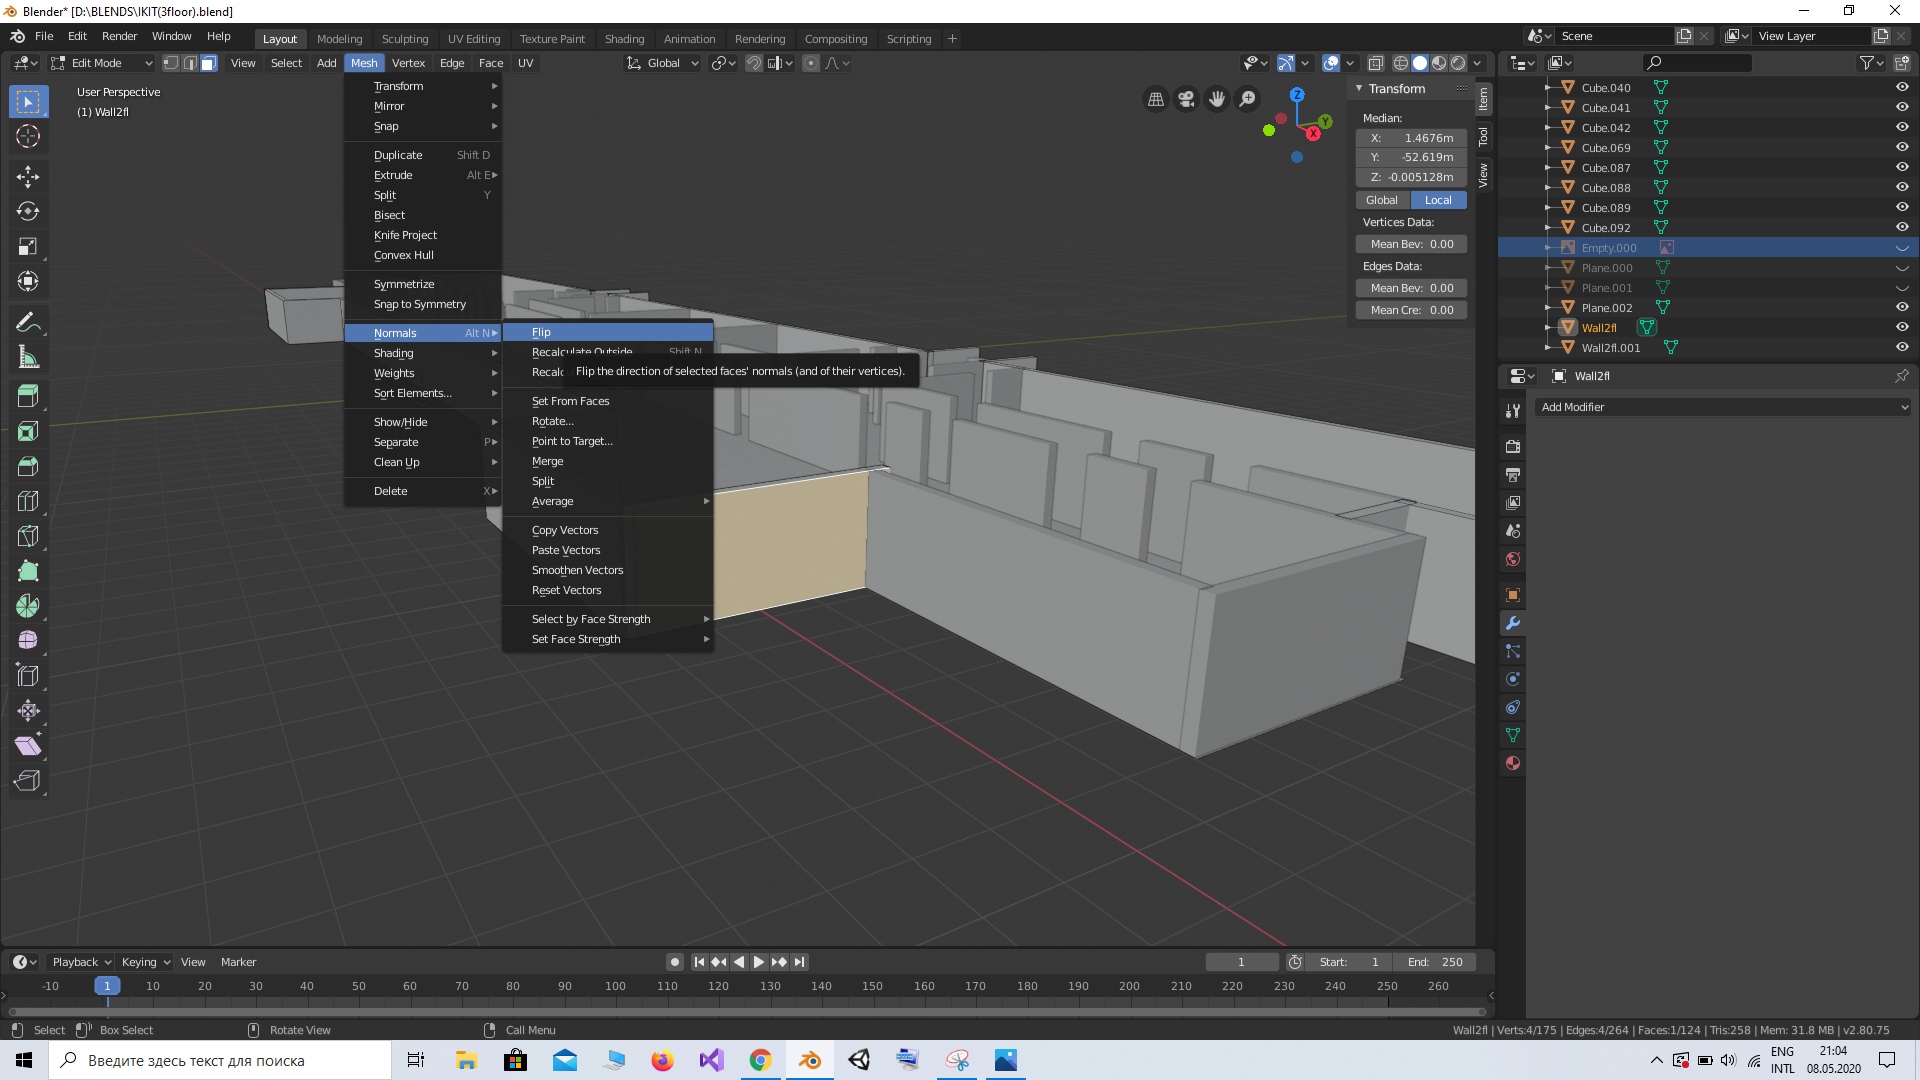 Blender* [D:\BLENDS\IKIT(3floor).blend]
File Edit Render Window Help Layout Modeling Sculpting UV Editing Texture Paint Shading Animation Rendering Compositing Scripting + Scene View Layer
Edit Mode View Select Add Mesh Vertex Edge Face UV Global
User Perspective
(1) Wall2fl
Transform
Mirror
Snap
Duplicate Shift D
Extrude Alt E
Split Y
Bisect
Knife Project
Convex Hull
Symmetrize
Snap to Symmetry
Normals Alt N
Shading
Weights
Sort Elements...
Show/Hide
Separate P
Clean Up
Delete X
Flip
Recalculate Outside Shift N
Recalc
Flip the direction of selected faces' normals (and of their vertices).
Set From Faces
Rotate...
Point to Target...
Merge
Split
Average
Copy Vectors
Paste Vectors
Smoothen Vectors
Reset Vectors
Select by Face Strength
Set Face Strength
Z
Y
X
Transform
Median:
X: 1.4676m
Y: -52.619m
Z: -0.005128m
Global Local
Vertices Data:
Mean Bev: 0.00
Edges Data:
Mean Bev: 0.00
Mean Cre: 0.00
Item
Tool
View
Cube.040
Cube.041
Cube.042
Cube.069
Cube.087
Cube.088
Cube.089
Cube.092
Empty.000
Plane.000
Plane.001
Plane.002
Wall2fl
Wall2fl.001
Wall2fl
Add Modifier
Playback Keying View Marker 1 Start: 1 End: 250
-10 1 10 20 30 40 50 60 70 80 90 100 110 120 130 140 150 160 170 180 190 200 210 220 230 240 250 260
Select Box Select Rotate View Call Menu Wall2fl | Verts:4/175 | Edges:4/264 | Faces:1/124 | Tris:258 | Mem: 31.8 MB | v2.80.75
Введите здесь текст для поиска
ENG
INTL
21:04
08.05.2020